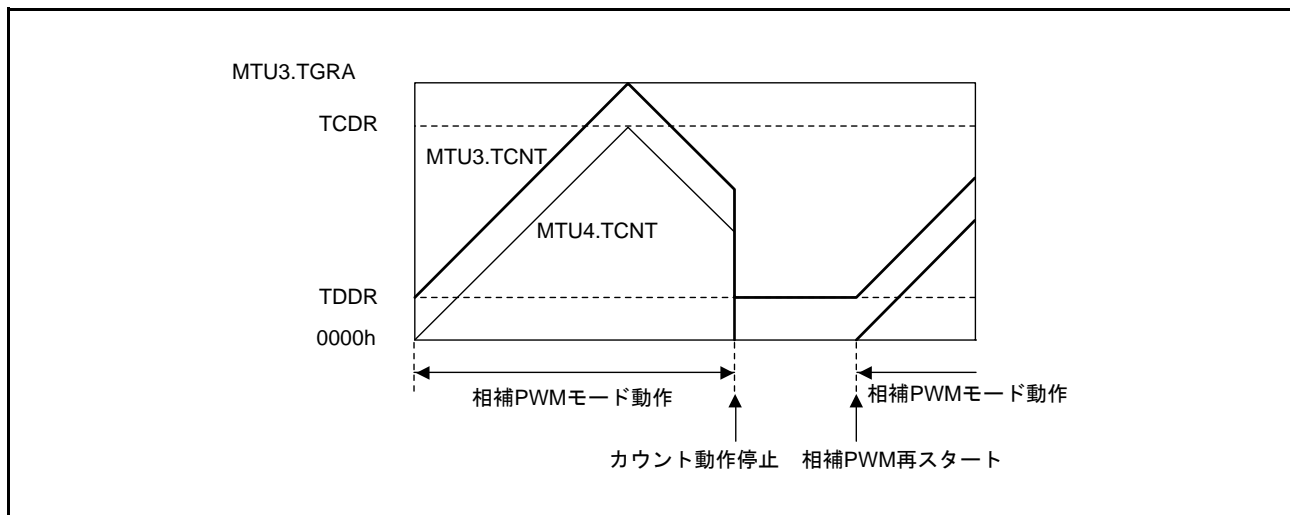 MTU3.TGRA
TCDR
MTU3.TCNT
MTU4.TCNT
TDDR
0000h
相補PWMモード動作
相補PWMモード動作
カウント動作停止
相補PWM再スタート